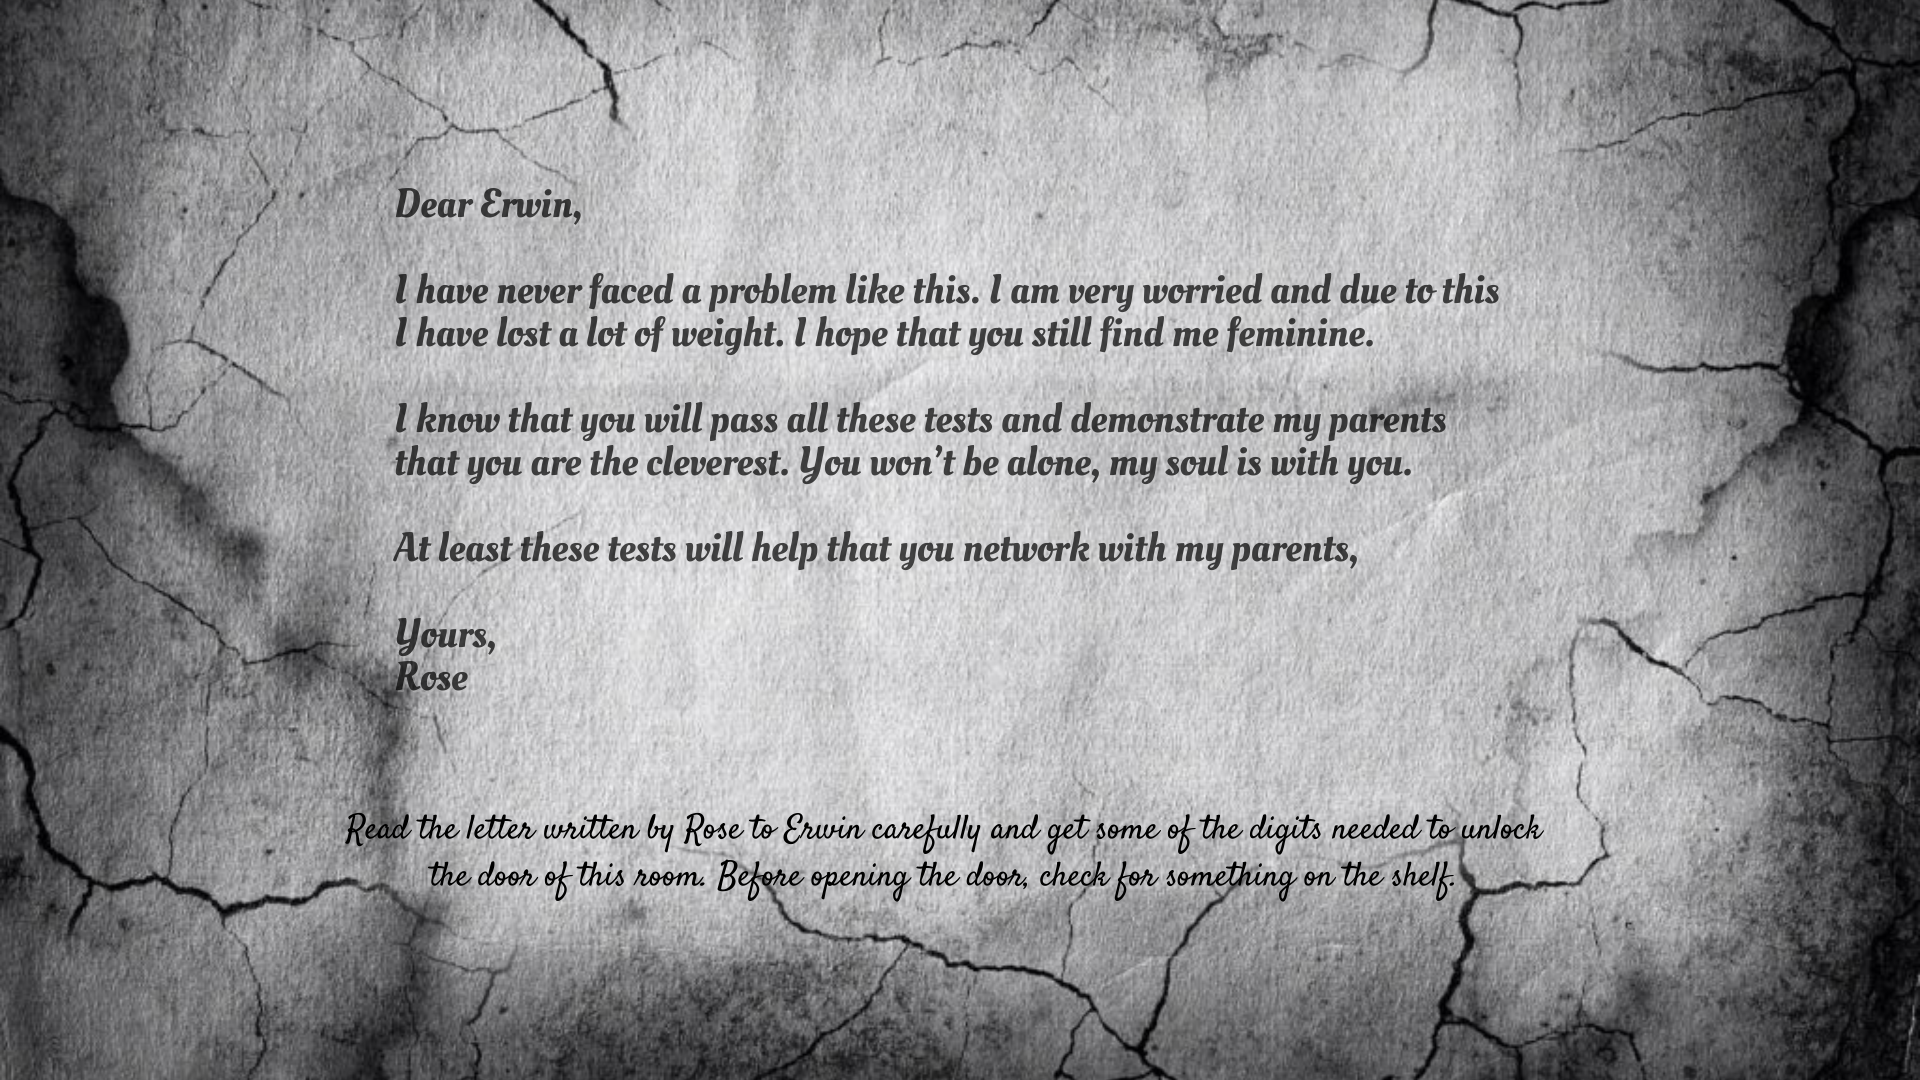 Dear Erwin,
I have never faced a problem like this. I am very worried and due to this
I have lost a lot of weight. I hope that you still find me feminine.
I know that you will pass all these tests and demonstrate my parents
that you are the cleverest. You won’t be alone, my soul is with you.
At least these tests will help that you network with my parents,
Yours,
Rose
Read the letter written by Rose to Erwin carefully and get some of the digits needed to unlock
the door of this room. Before opening the door, check for something on the shelf.